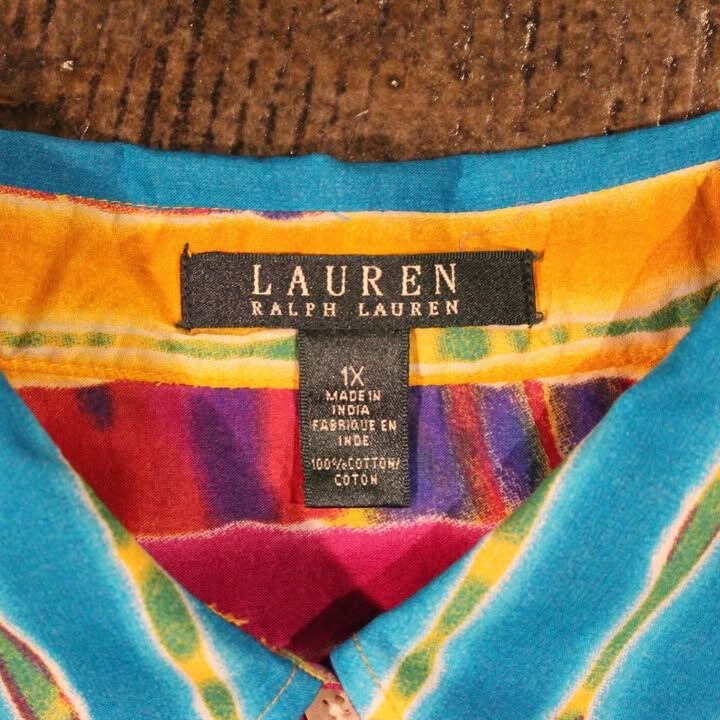 LAUREN
RALPH LAUREN
1X
MADE IN
INDIA
FABRIQUE EN
INDE
100%COTTON/
COTON